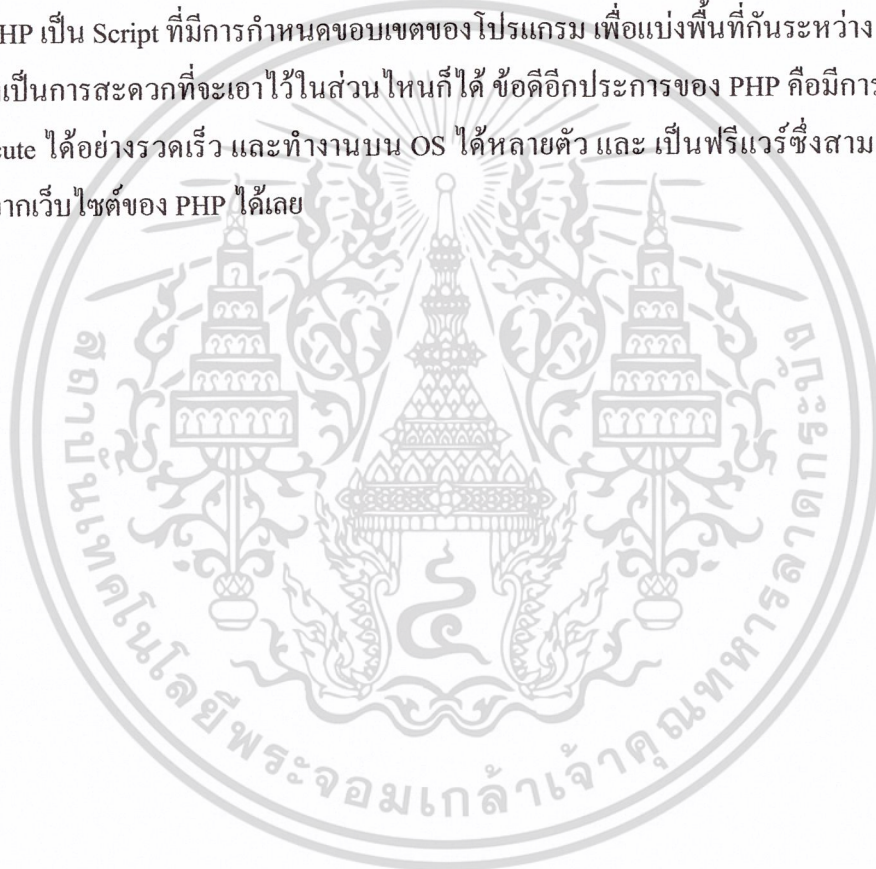 HP เป็น Script ที่มีการกำหนดขอบเขตของโปรแกรม เพื่อแบ่งพื้นที่กันระหว่าง
เป็นการสะดวกที่จะเอาไว้ในส่วนไหนก็ได้ ข้อดีอีกประการของ PHP คือมีการ
cute ได้อย่างรวดเร็ว และทำงานบน OS ได้หลายตัว และ เป็นฟรีแวร์ซึ่งสาม
ากเว็บไซต์ของ PHP ได้เลย
สถาบันเทคโนโลยีพระจอมเกล้าเจ้าคุณทหารลาดกระบัง